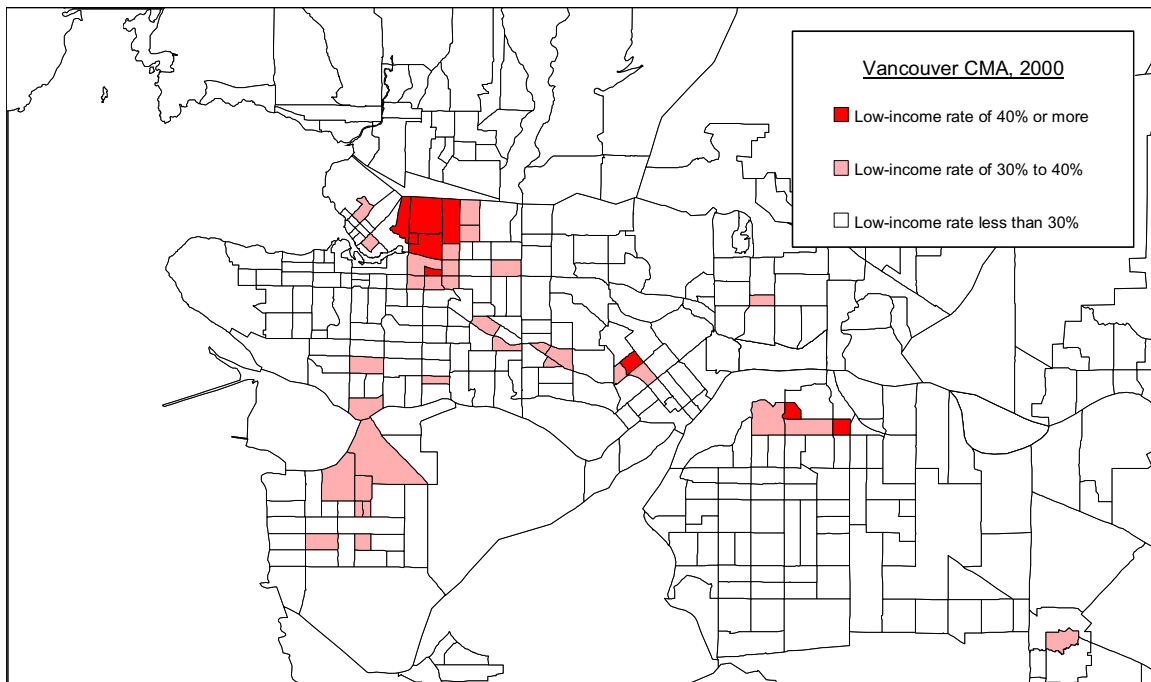 Vancouver CMA, 2000
Low-income rate of 40% or more
Low-income rate of 30% to 40%
Low-income rate less than 30%